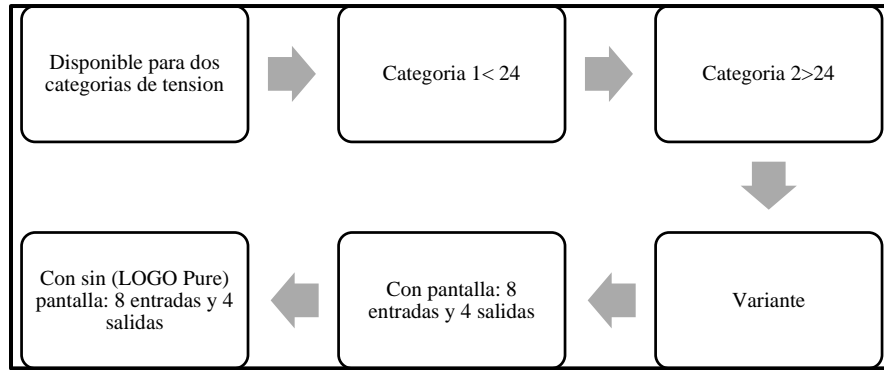 Disponible para dos
categorias de tension
Categoria 1< 24
Categoria 2>24
Variante
Con pantalla: 8
entradas y 4 salidas
Con sin (LOGO Pure)
pantalla: 8 entradas y 4
salidas